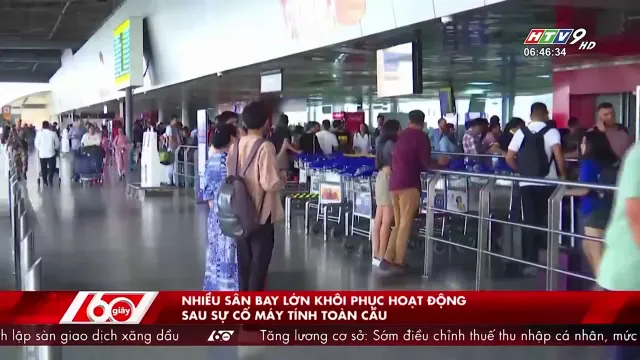 HTV9 HD
06:46:34
60 giây
NHIỀU SÂN BAY LỚN KHÔI PHỤC HOẠT ĐỘNG
SAU SỰ CỐ MÁY TÍNH TOÀN CẦU
h lập sàn giao dịch xăng dầu
Tăng lương cơ sở: Sớm điều chỉnh thuế thu nhập cá nhân, mức